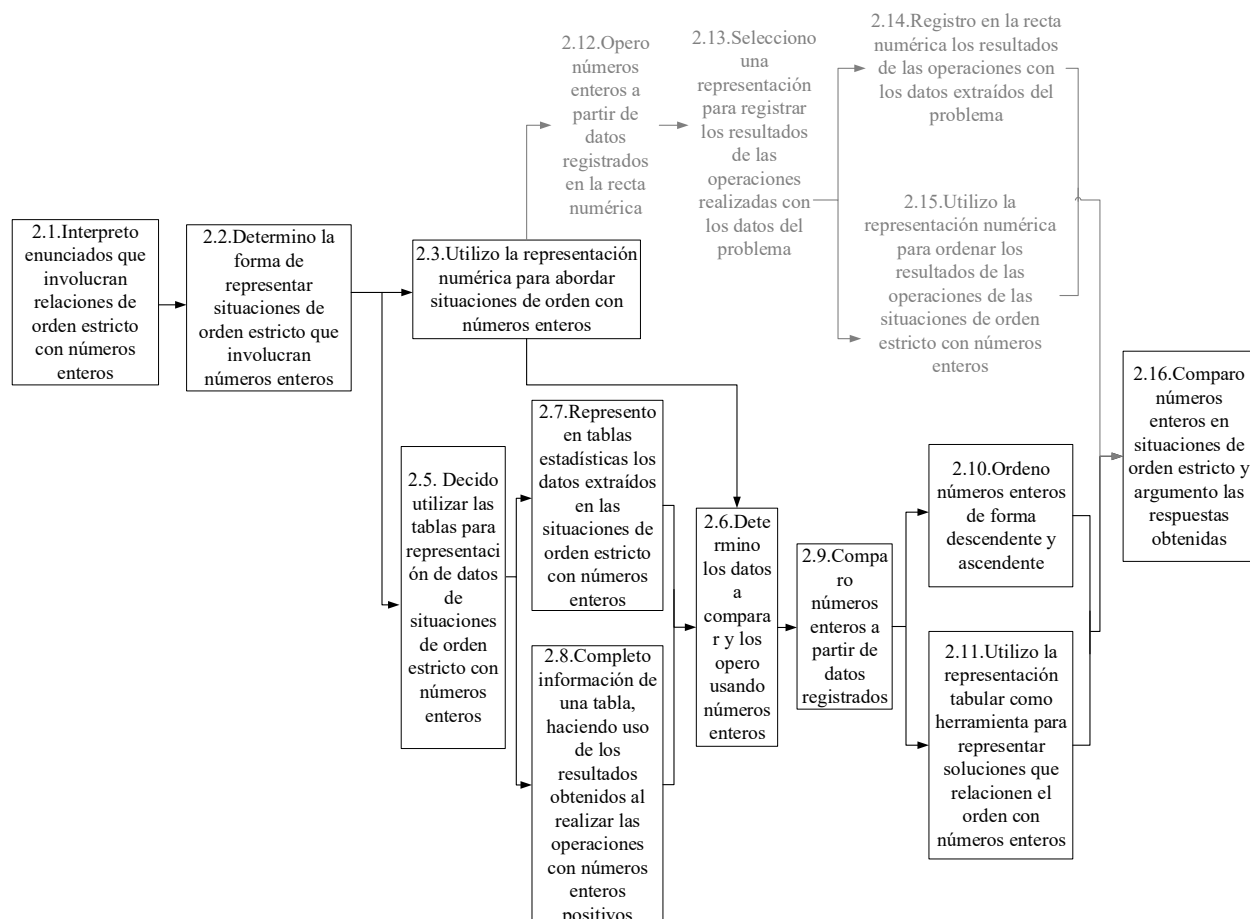 2.1.Interpreto
enunciados que
involucran
relaciones de
orden estricto
con números
enteros
2.2.Determino la
forma de
representar
situaciones de
orden estricto que
involucran
números enteros
2.3.Utilizo la representación
numérica para abordar
situaciones de orden con
números enteros
2.12.Opero
números
enteros a
partir de
datos
registrados
en la recta
numérica
2.13.Selecciono
una
representación
para registrar
los resultados
de las
operaciones
realizadas con
los datos del
problema
2.14.Registro en la recta
numérica los resultados
de las operaciones con
los datos extraídos del
problema
2.15.Utilizo la
representación numérica
para ordenar los
resultados de las
operaciones de las
situaciones de orden
estricto con números
enteros
2.5. Decido
utilizar las
tablas para
representaci
ón de datos
de
situaciones
de orden
estricto con
números
enteros
2.7.Represento
en tablas
estadísticas los
datos extraídos
en las
situaciones de
orden estricto
con números
enteros
2.8.Completo
información de
una tabla,
haciendo uso
de los
resultados
obtenidos al
realizar las
operaciones
con números
enteros
positivos
2.6.Dete
rmino
los datos
a
compara
r y los
opero
usando
números
enteros
2.9.Compa
ro
números
enteros a
partir de
datos
registrados
2.10.Ordeno
números enteros
de forma
descendente y
ascendente
2.11.Utilizo la
representación
tabular como
herramienta para
representar
soluciones que
relacionen el
orden con
números enteros
2.16.Comparo
números
enteros en
situaciones de
orden estricto y
argumento las
respuestas
obtenidas